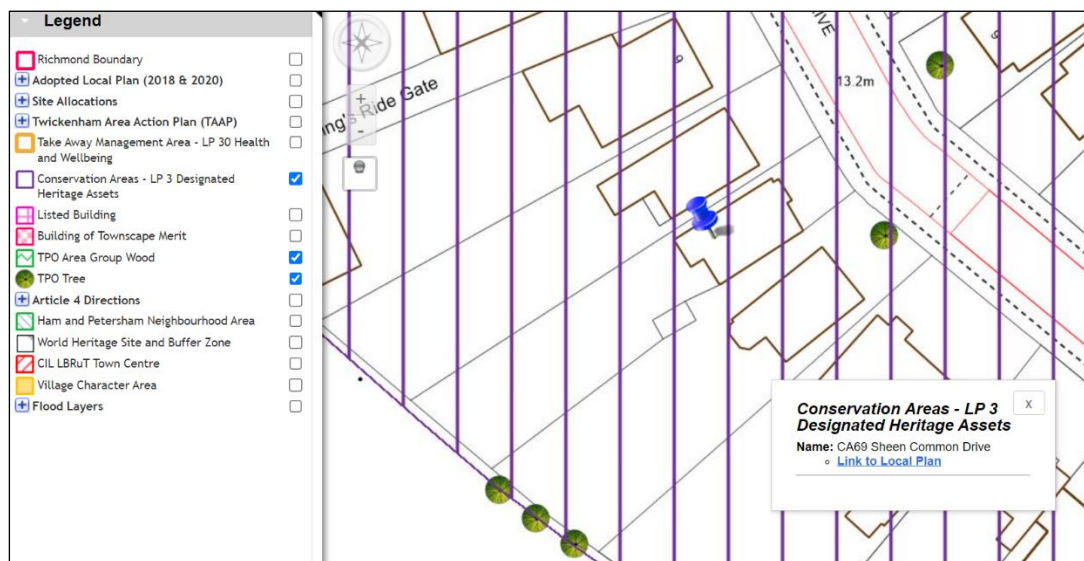 Legend
Richmond Boundary
Adopted Local Plan (2018 & 2020)
Site Allocations
Twickenham Area Action Plan (TAAP)
Take Away Management Area - LP 30 Health
and Wellbeing
Conservation Areas - LP 3 Designated
Heritage Assets
Listed Building
Building of Townscape Merit
TPO Area Group Wood
TPO Tree
Article 4 Directions
Ham and Petersham Neighbourhood Area
World Heritage Site and Buffer Zone
CIL LBRuT Town Centre
Village Character Area
Flood Layers
ing's Ride Gate
+
-
9
IVE
13.2m
9
Conservation Areas - LP 3
Designated Heritage Assets
X
Name: CA69 Sheen Common Drive
Link to Local Plan